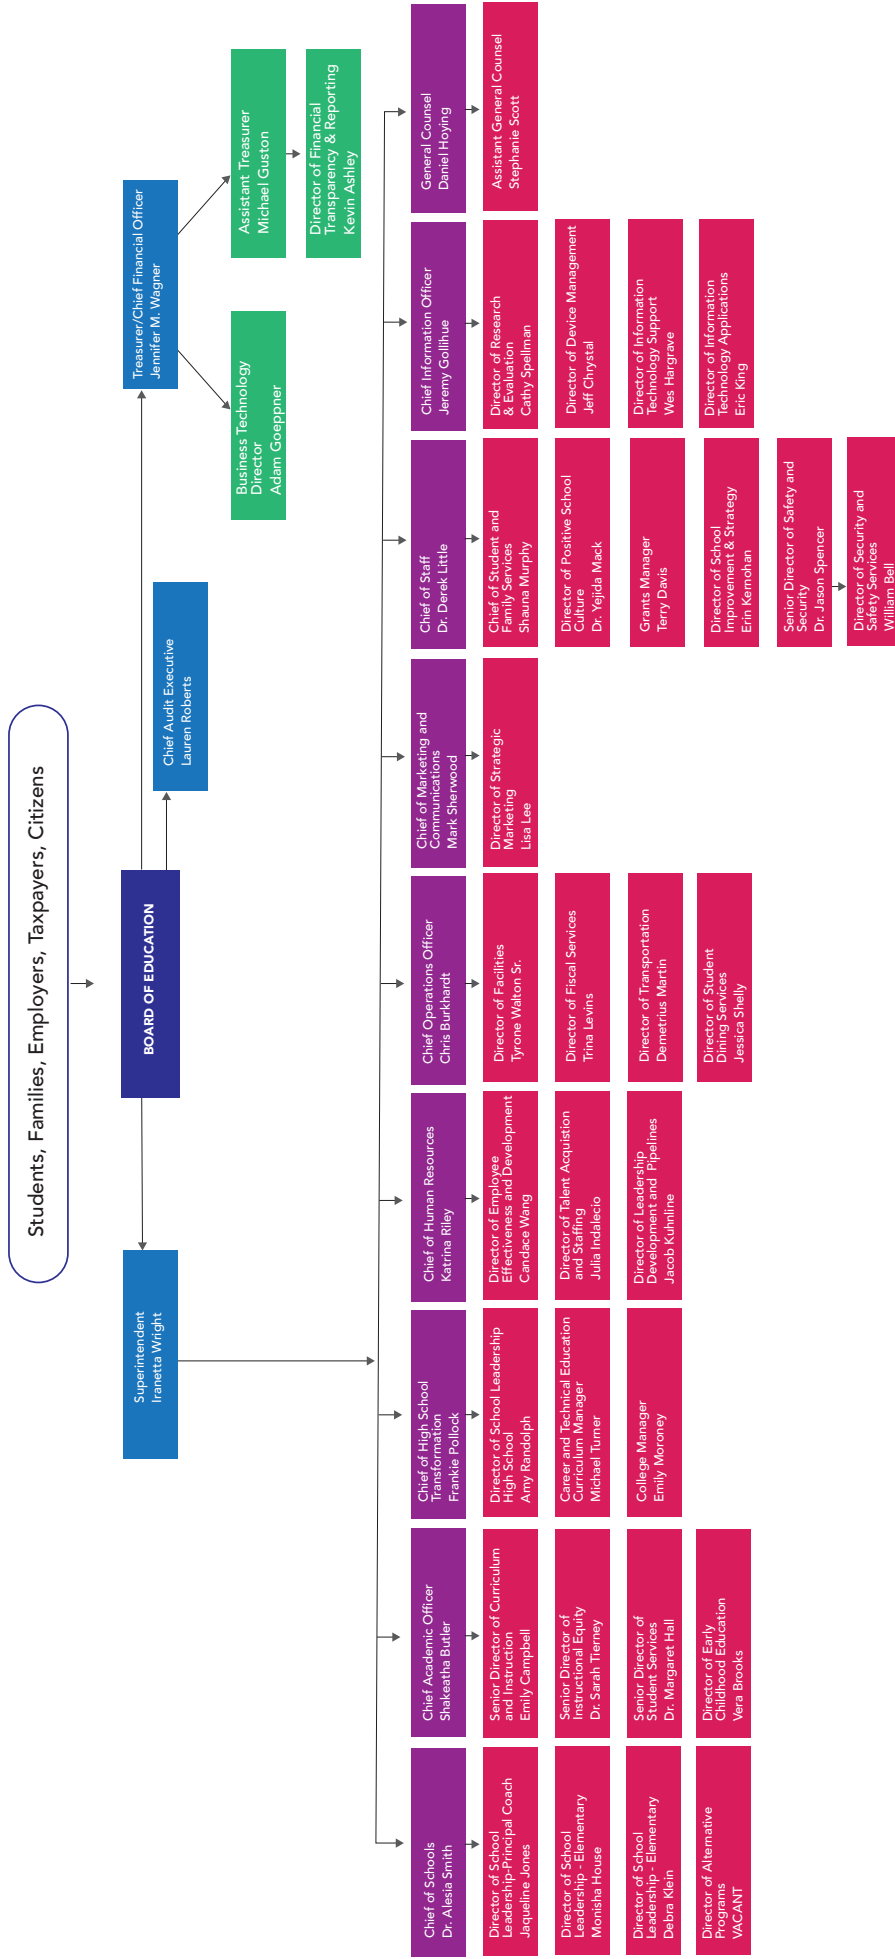 Students, Families, Employers, Taxpayers, Citizens
BOARD OF EDUCATION
Superintendent
Iranetta Wright
Chief Audit Executive
Lauren Roberts
Treasurer/Chief Financial Officer
Jennifer M. Wagner
Business Technology
Director
Adam Goeppner
Assistant Treasurer
Michael Guston
Director of Financial
Transparency & Reporting
Kevin Ashley
Chief of Schools
Dr. Alesia Smith
Director of School
Leadership-Principal Coach
Jaqueline Jones
Director of School
Leadership - Elementary
Monisha House
Director of School
Leadership - Elementary
Debra Klein
Director of Alternative
Programs
VACANT
Chief Academic Officer
Shakeatha Butler
Senior Director of Curriculum
and Instruction
Emily Campbell
Senior Director of
Instructional Equity
Dr. Sarah Tierney
Senior Director of
Student Services
Dr. Margaret Hall
Director of Early
Childhood Education
Vera Brooks
Chief of High School
Transformation
Frankie Pollock
Director of School Leadership
High School
Amy Randolph
Career and Technical Education
Curriculum Manager
Michael Turner
College Manager
Emily Moroney
Chief of Human Resources
Katrina Riley
Director of Employee
Effectiveness and Development
Candace Wang
Director of Talent Acquistion
and Staffing
Julia Indalecio
Director of Leadership
Development and Pipelines
Jacob Kuhnline
Chief Operations Officer
Chris Burkhardt
Director of Facilities
Tyrone Walton Sr.
Director of Fiscal Services
Trina Levins
Director of Transportation
Demetrius Martin
Director of Student
Dining Services
Jessica Shelly
Chief of Marketing and
Communications
Mark Sherwood
Director of Strategic
Marketing
Lisa Lee
Chief of Staff
Dr. Derek Little
Chief of Student and
Family Services
Shauna Murphy
Director of Positive School
Culture
Dr. Yejida Mack
Grants Manager
Terry Davis
Director of School
Improvement & Strategy
Erin Kernohan
Senior Director of Safety and
Security
Dr. Jason Spencer
Director of Security and
Safety Services
William Bell
Chief Information Officer
Jeremy Gollihue
Director of Research
& Evaluation
Cathy Spellman
Director of Device Management
Jeff Chrystal
Director of Information
Technology Support
Wes Hargrave
Director of Information
Technology Applications
Eric King
General Counsel
Daniel Hoying
Assistant General Counsel
Stephanie Scott